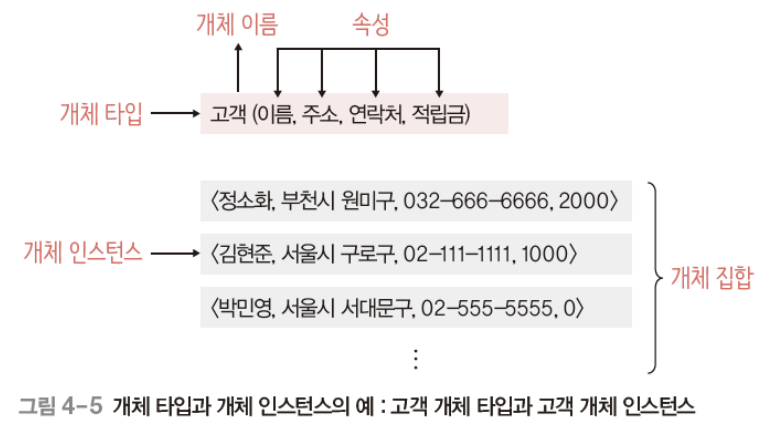 개체 이름
속성
개체 타입
고객 (이름, 주소, 연락처, 적립금)
〈정소화, 부천시 원미구, 032-666-6666, 2000〉
개체 인스턴스
〈김현준, 서울시 구로구, 02-111-1111, 1000〉
개체 집합
〈박민영, 서울시 서대문구, 02-555-5555, 0〉
⋮
그림 4-5 개체 타입과 개체 인스턴스의 예 : 고객 개체 타입과 고객 개체 인스턴스